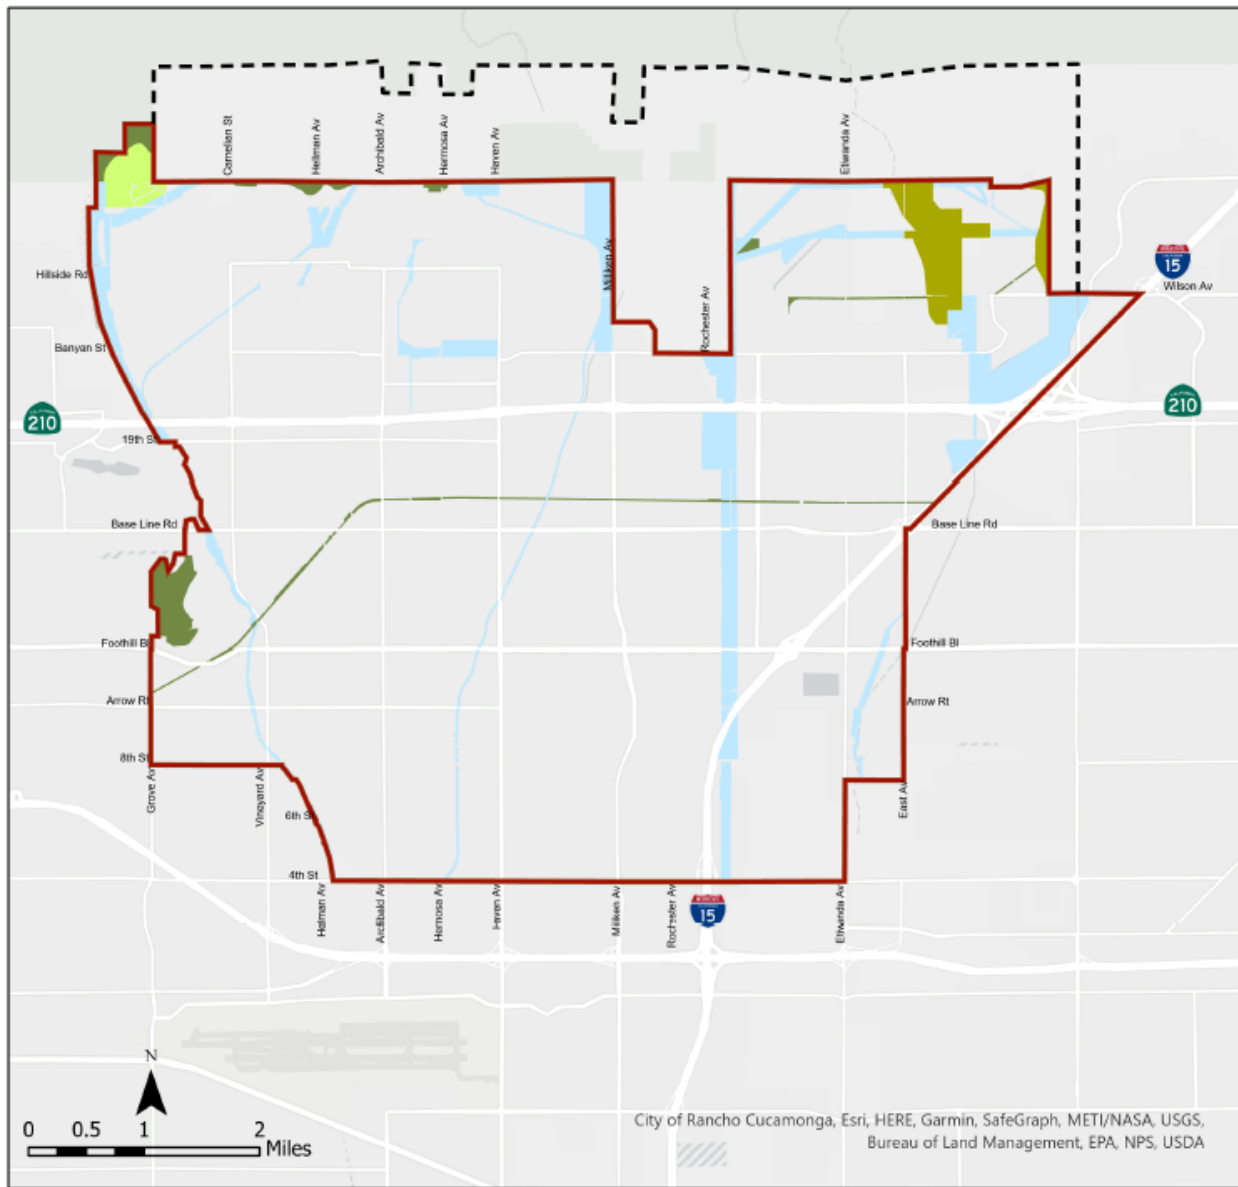 Carnelian St
Hellman Av
Archibald Av
Hermosa Av
Haven Av
Etiwanda Av
Hillside Rd
Milliken Av
Rochester Av
15
Wilson Av
Banyan St
210
210
19th St
Base Line Rd
Base Line Rd
Foothill Bl
Foothill Bl
Arrow Rt
Arrow Rt
8th St
Grove Av
Vineyard Av
6th St
East Av
4th St
Helman Av
Archibald Av
Hermosa Av
Haven Av
Milliken Av
Rochester Av
15
Etiwanda Av
N
0 0.5 1 2
Miles
City of Rancho Cucamonga, Esri, HERE, Garmin, SafeGraph, METI/NASA, USGS,
Bureau of Land Management, EPA, NPS, USDA